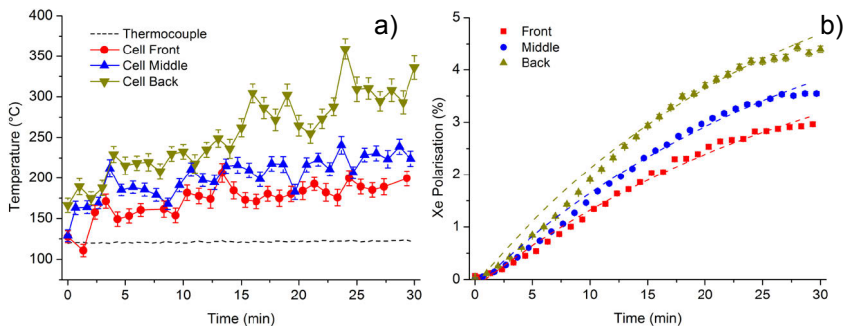 a)
Thermocouple
Cell Front
Cell Middle
Cell Back
400
350
300
250
200
150
100
Temperature (°C)
0 5 10 15 20 25 30
Time (min)
b)
Front
Middle
Back
5
4
3
2
1
0
Xe Polarisation (%)
0 5 10 15 20 25 30
Time (min)